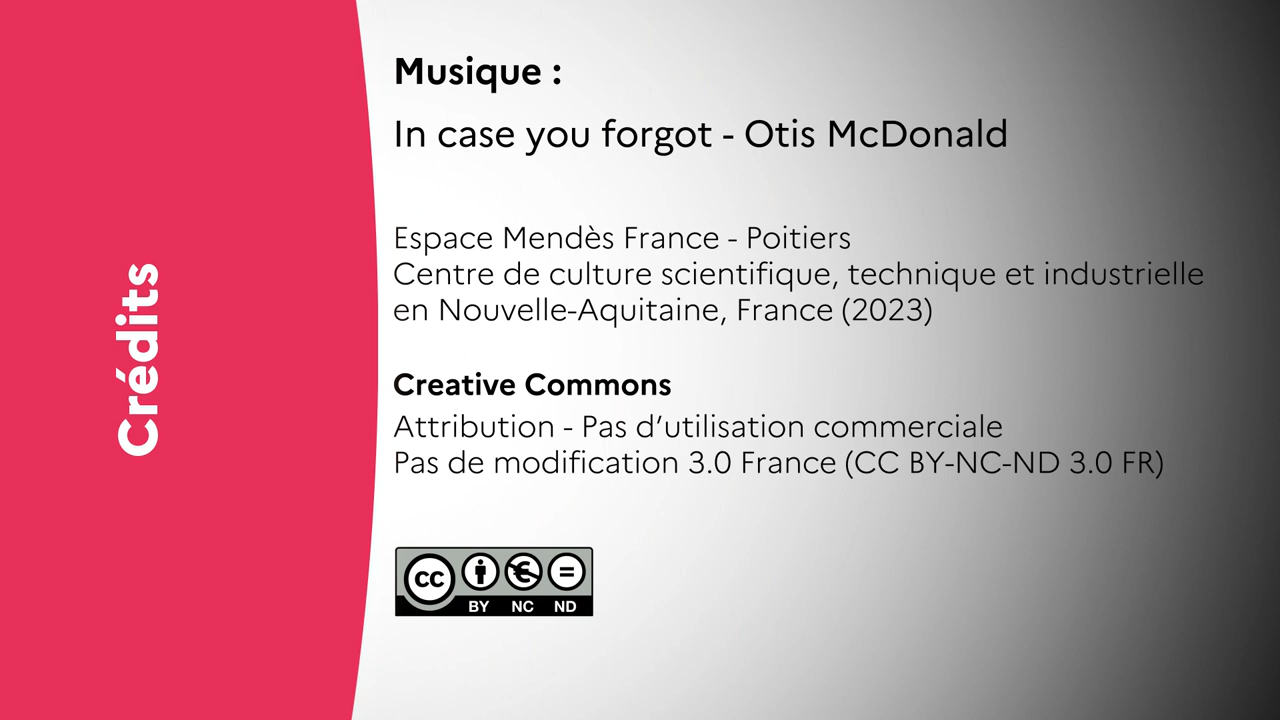 Crédits
Musique :
In case you forgot - Otis McDonald
Espace Mendès France - Poitiers
Centre de culture scientifique, technique et industrielle
en Nouvelle-Aquitaine, France (2023)
Creative Commons
Attribution - Pas d’utilisation commerciale
Pas de modification 3.0 France (CC BY-NC-ND 3.0 FR)
CC
BY NC ND